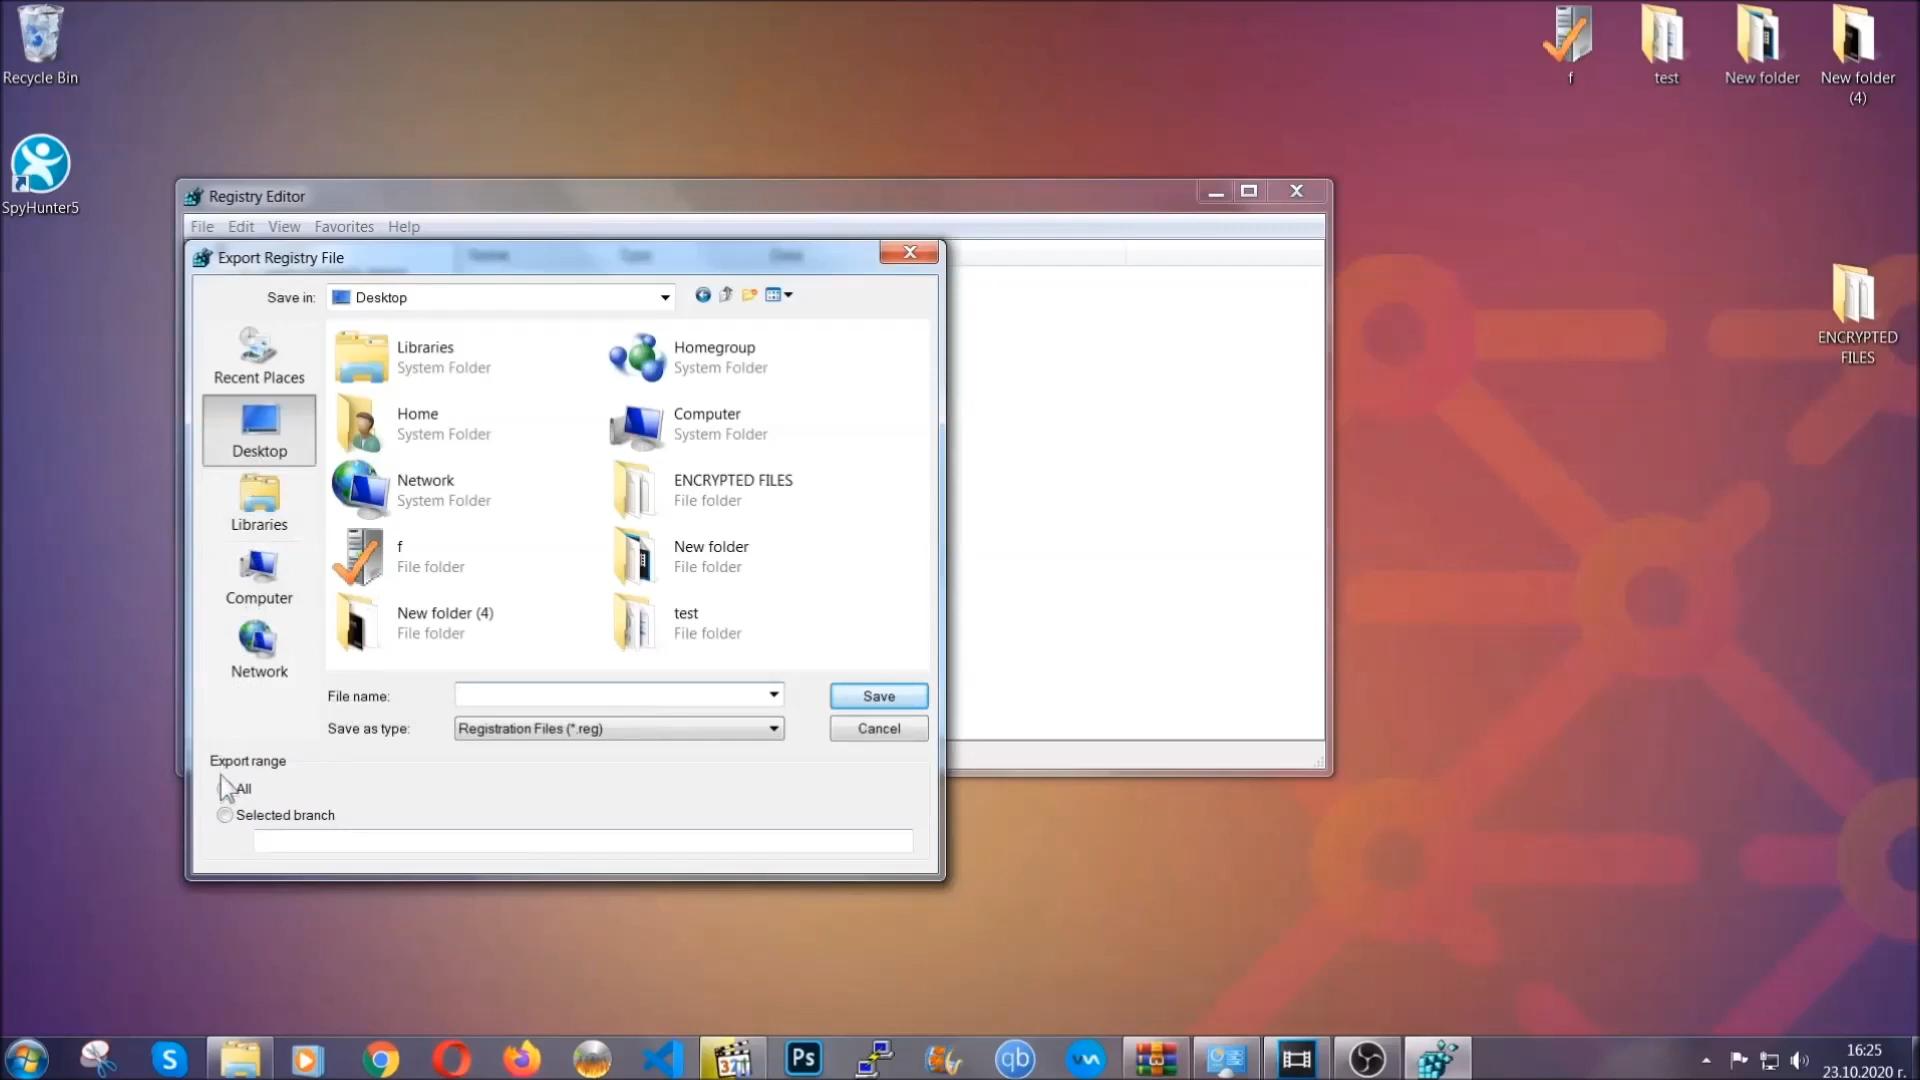 Recycle Bin
SpyHunter5
f
test
New folder
New folder
(4)
ENCRYPTED
FILES
Registry Editor
File Edit View Favorites Help
Export Registry File
Save in:
Desktop
Recent Places
Desktop
Libraries
Computer
Network
Libraries
System Folder
Homegroup
System Folder
Home
System Folder
Computer
System Folder
Network
System Folder
ENCRYPTED FILES
File folder
f
File folder
New folder
File folder
New folder (4)
File folder
test
File folder
File name:
Save
Save as type:
Registration Files (*.reg)
Cancel
Export range
All
Selected branch
S
321
Ps
qb
16:25
23.10.2020 г.